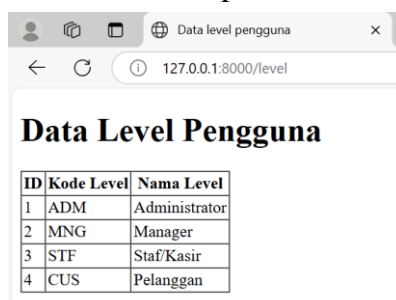 Data level pengguna
127.0.0.1:8000/level
Data Level Pengguna
ID Kode Level Nama Level
1 ADM Administrator
2 MNG Manager
3 STF Staf/Kasir
4 CUS Pelanggan